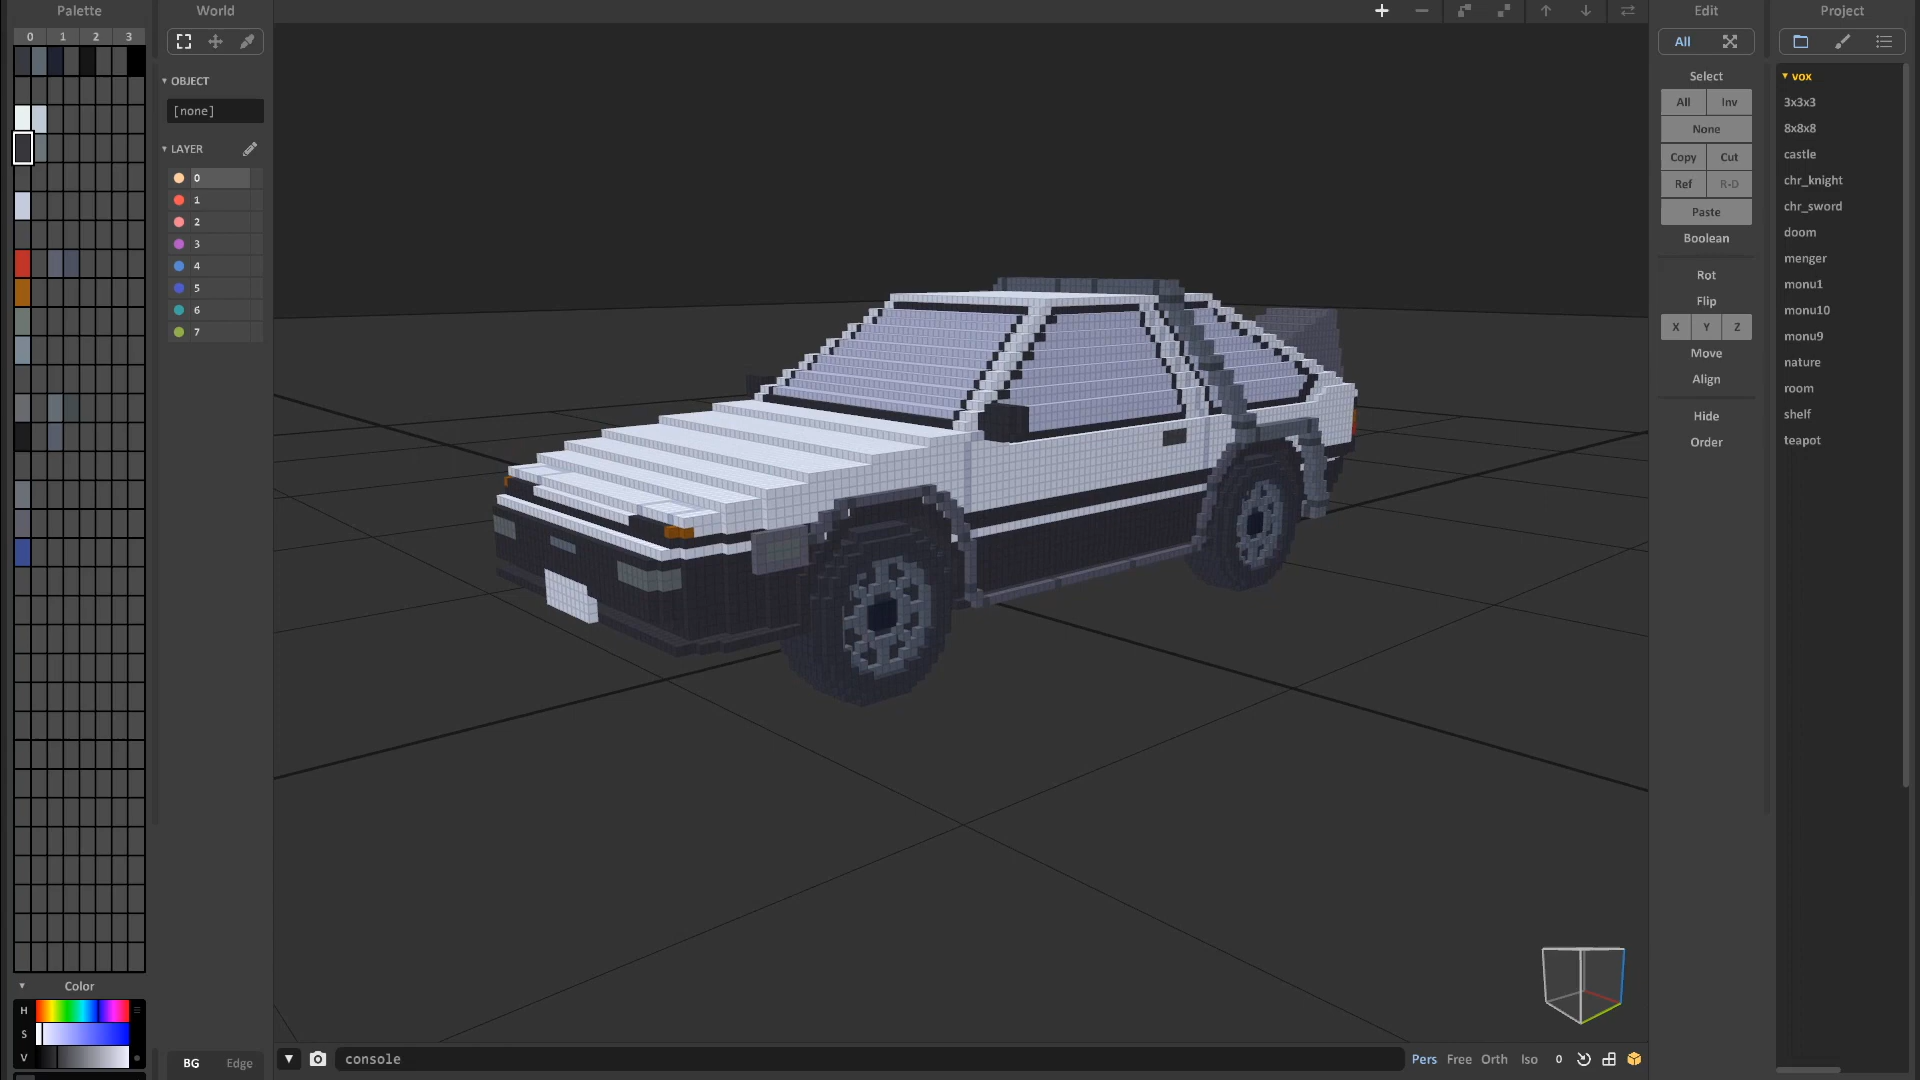 Palette
0 1 2 3
Color
H
S
V
World
OBJECT
[none]
LAYER
0
1
2
3
4
5
6
7
BG Edge
console
Pers Free Orth Iso 0
Edit
All
Select
All Inv
None
Copy Cut
Ref R-D
Paste
Boolean
Rot
Flip
X Y Z
Move
Align
Hide
Order
Project
vox
3x3x3
8x8x8
castle
chr_knight
chr_sword
doom
menger
monu1
monu10
monu9
nature
room
shelf
teapot